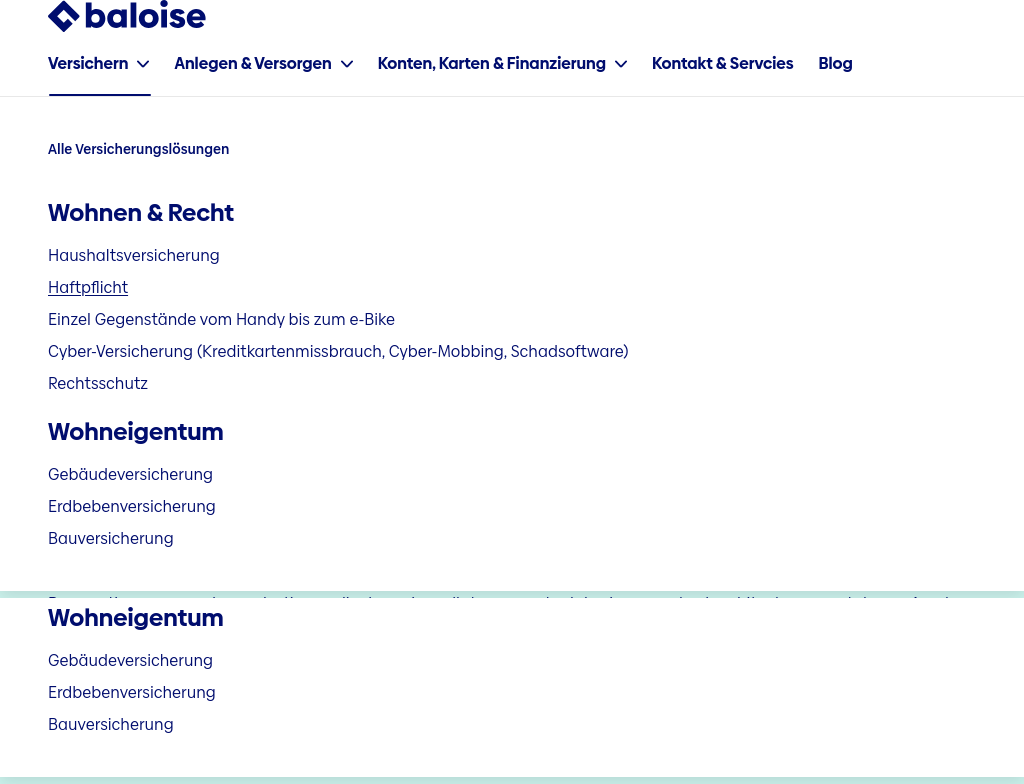 baloise
Versichern Anlegen & Versorgen Konten, Karten & Finanzierung Kontakt & Servcies Blog
Alle Versicherungslösungen
Wohnen & Recht
Haushaltsversicherung
Haftpflicht
Einzel Gegenstände vom Handy bis zum e-Bike
Cyber-Versicherung (Kreditkartenmissbrauch, Cyber-Mobbing, Schadsoftware)
Rechtsschutz
Wohneigentum
Gebäudeversicherung
Erdbebenversicherung
Bauversicherung
Wohneigentum
Gebäudeversicherung
Erdbebenversicherung
Bauversicherung